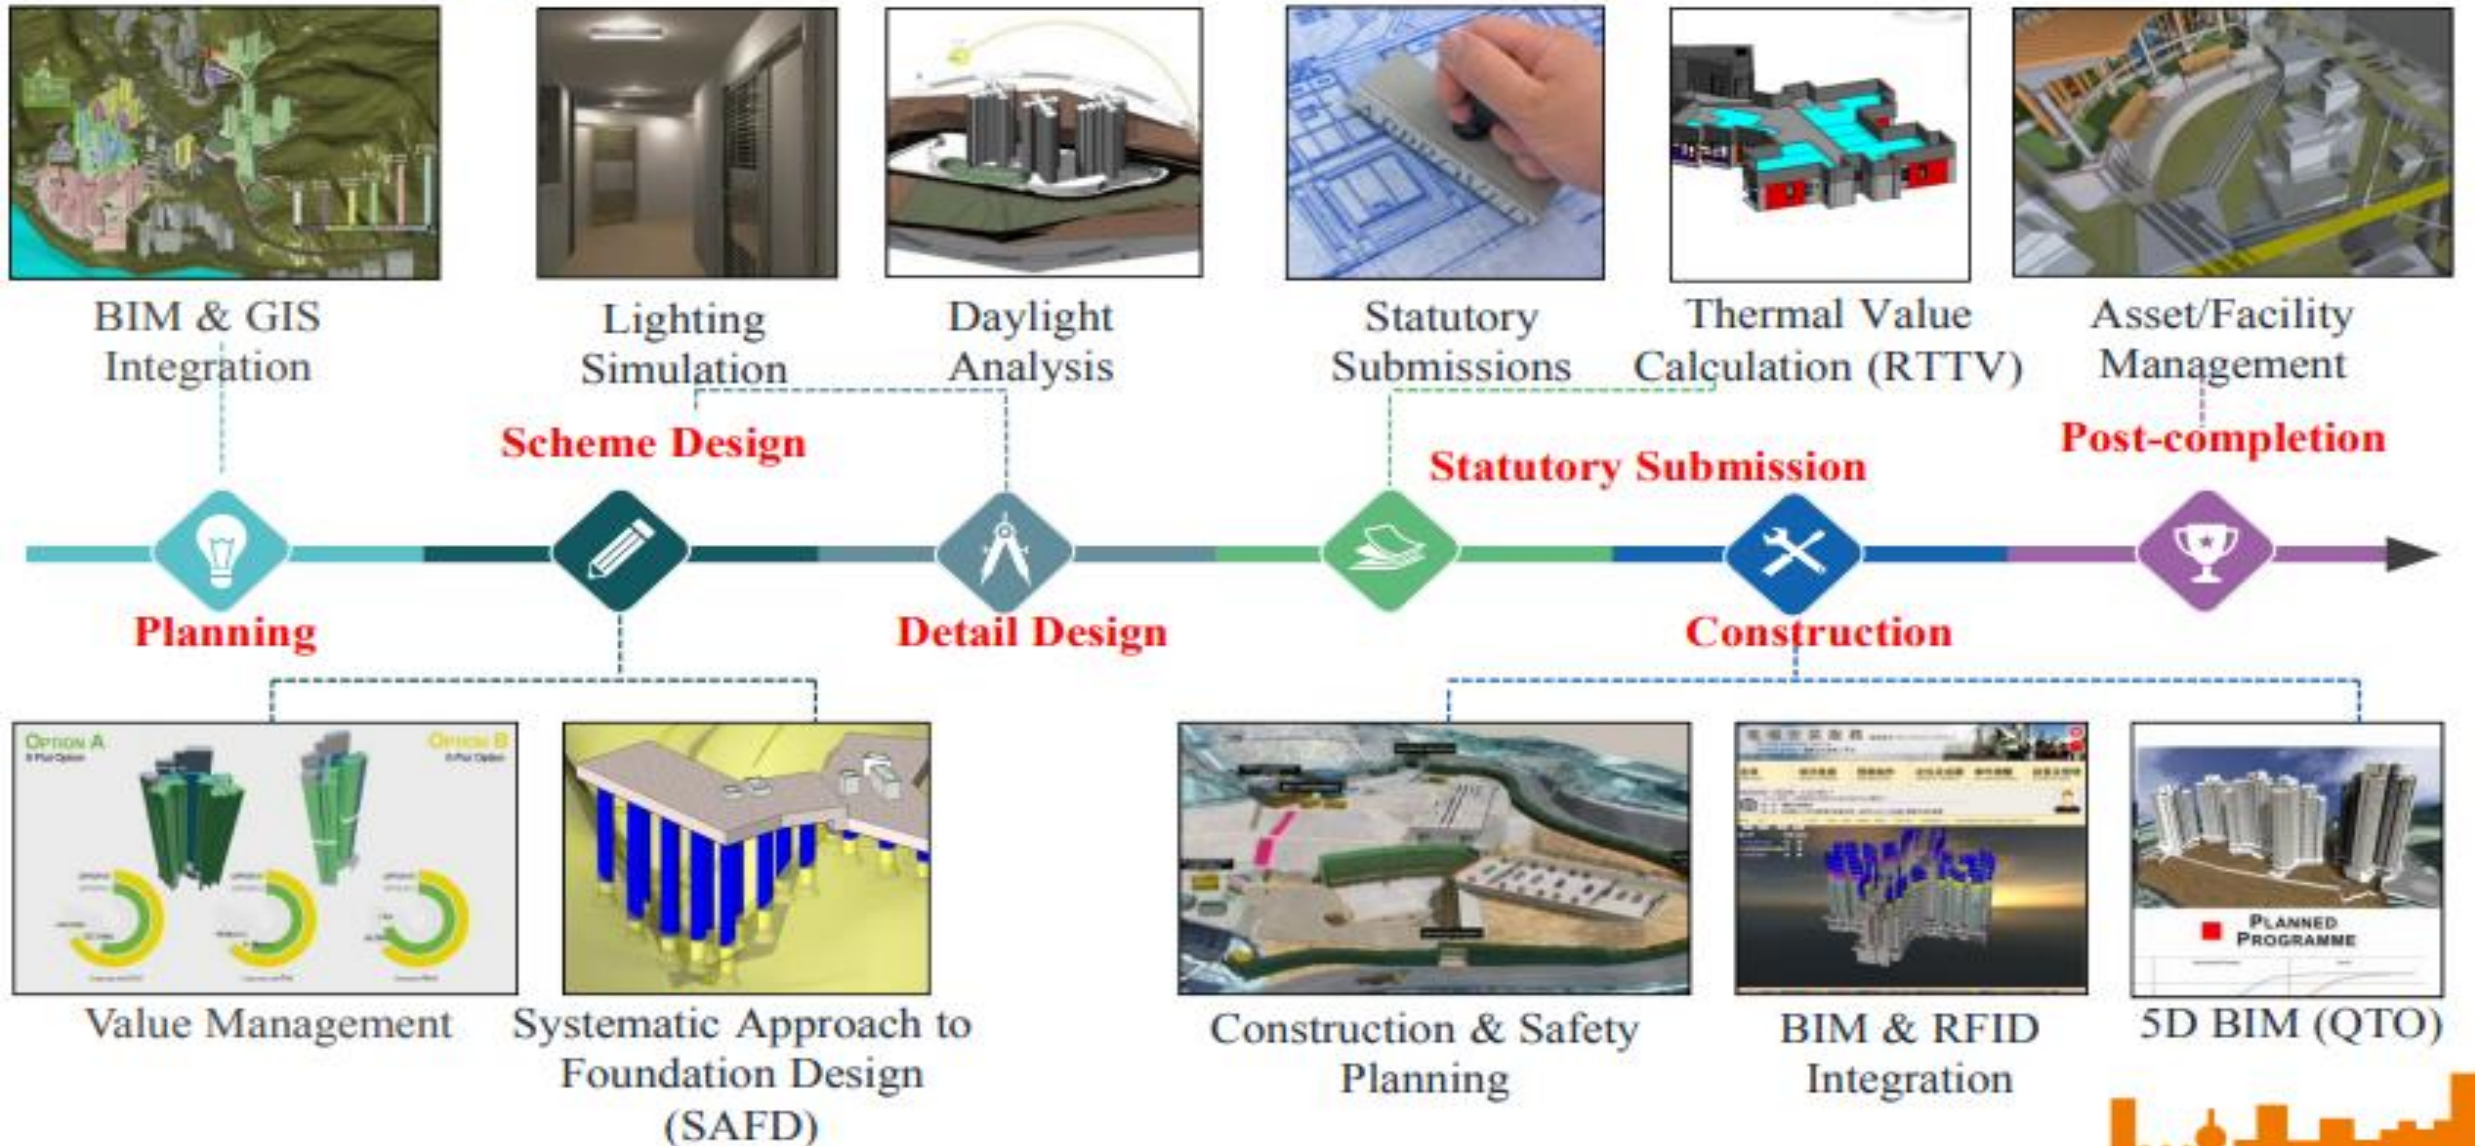 BIM & GIS
Integration
Lighting
Simulation
Daylight
Analysis
Statutory
Submissions
Thermal Value
Calculation (RTTV)
Asset/Facility
Management
Scheme Design
Statutory Submission
Post-completion
Planning
Detail Design
Construction
OPTION A
OPTION B
APPROVED
PLANNED
PROGRAMME
Value Management
Systematic Approach to
Foundation Design
(SAFD)
Construction & Safety
Planning
BIM & RFID
Integration
5D BIM (QTO)